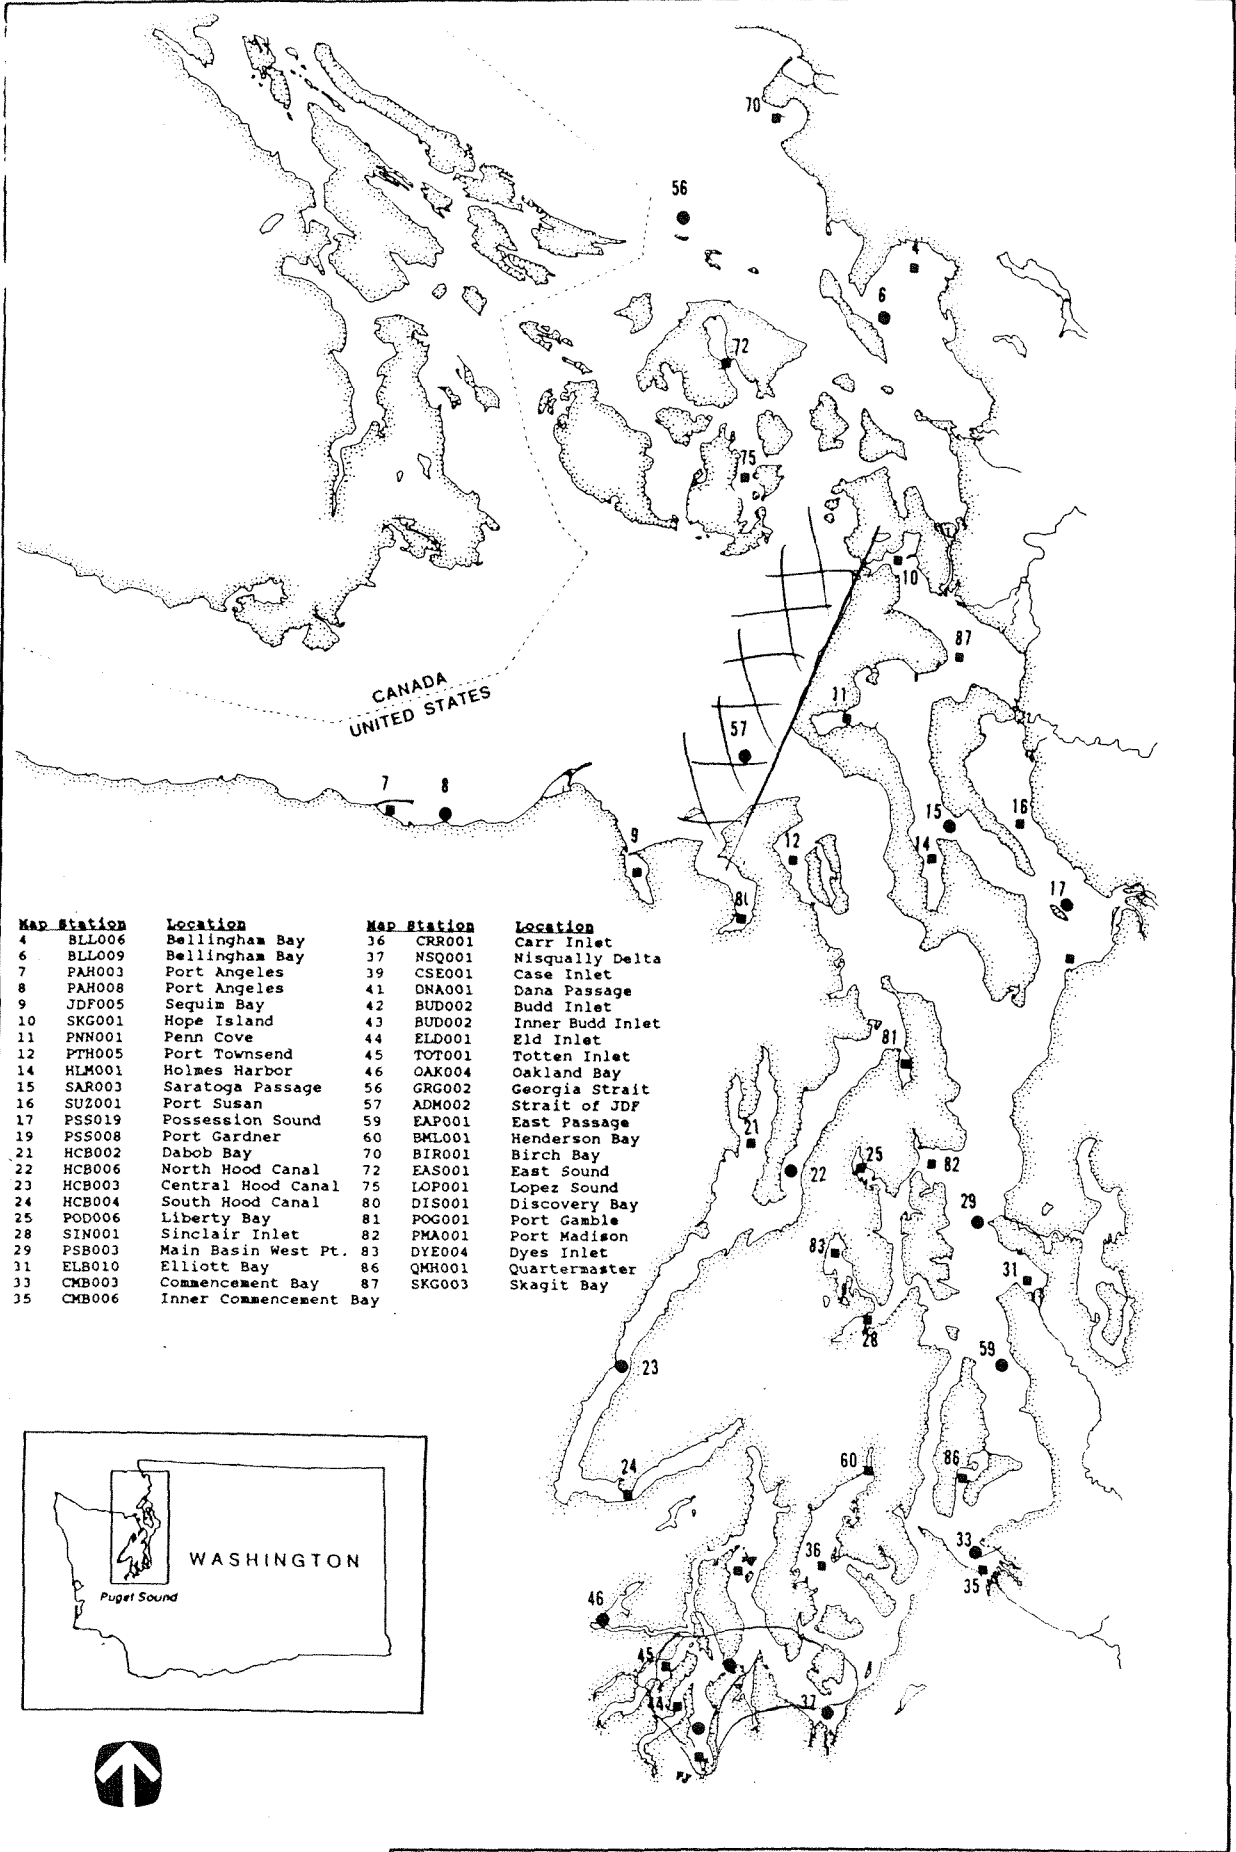 70
56
4
6
72
75
10
87
CANADA
UNITED STATES
11
57
7
8
15
16
9
12
14
17
80
Map Station Location Map Station Location
4 BLL006 Bellingham Bay 36 CRR001 Carr Inlet
6 BLL009 Bellingham Bay 37 NSQ001 Nisqually Delta
7 PAH003 Port Angeles 39 CSE001 Case Inlet
8 PAH008 Port Angeles 41 DNA001 Dana Passage
9 JDF005 Sequim Bay 42 BUD002 Budd Inlet
10 SKG001 Hope Island 43 BUD002 Inner Budd Inlet
11 PNN001 Penn Cove 44 ELD001 Eld Inlet
12 PTH005 Port Townsend 45 TOT001 Totten Inlet
14 HLM001 Holmes Harbor 46 OAK004 Oakland Bay
15 SAR003 Saratoga Passage 56 GRG002 Georgia Strait
16 SUZ001 Port Susan 57 ADM002 Strait of JDF
17 PSS019 Possession Sound 59 EAP001 East Passage
19 PSS008 Port Gardner 60 BML001 Henderson Bay
21 HCB002 Dabob Bay 70 BIR001 Birch Bay
22 HCB006 North Hood Canal 72 EAS001 East Sound
23 HCB003 Central Hood Canal 75 LOP001 Lopez Sound
24 HCB004 South Hood Canal 80 DIS001 Discovery Bay
25 POD006 Liberty Bay 81 POG001 Port Gamble
28 SIN001 Sinclair Inlet 82 PMA001 Port Madison
29 PSB003 Main Basin West Pt. 83 DYE004 Dyes Inlet
31 ELB010 Elliott Bay 86 QMH001 Quartermaster
33 CMB003 Commencement Bay 87 SKG003 Skagit Bay
35 CMB006 Inner Commencement Bay
81
21
22
25
82
29
83
31
28
59
23
24
60
86
33
35
36
46
45
44
37
WASHINGTON
Puget Sound